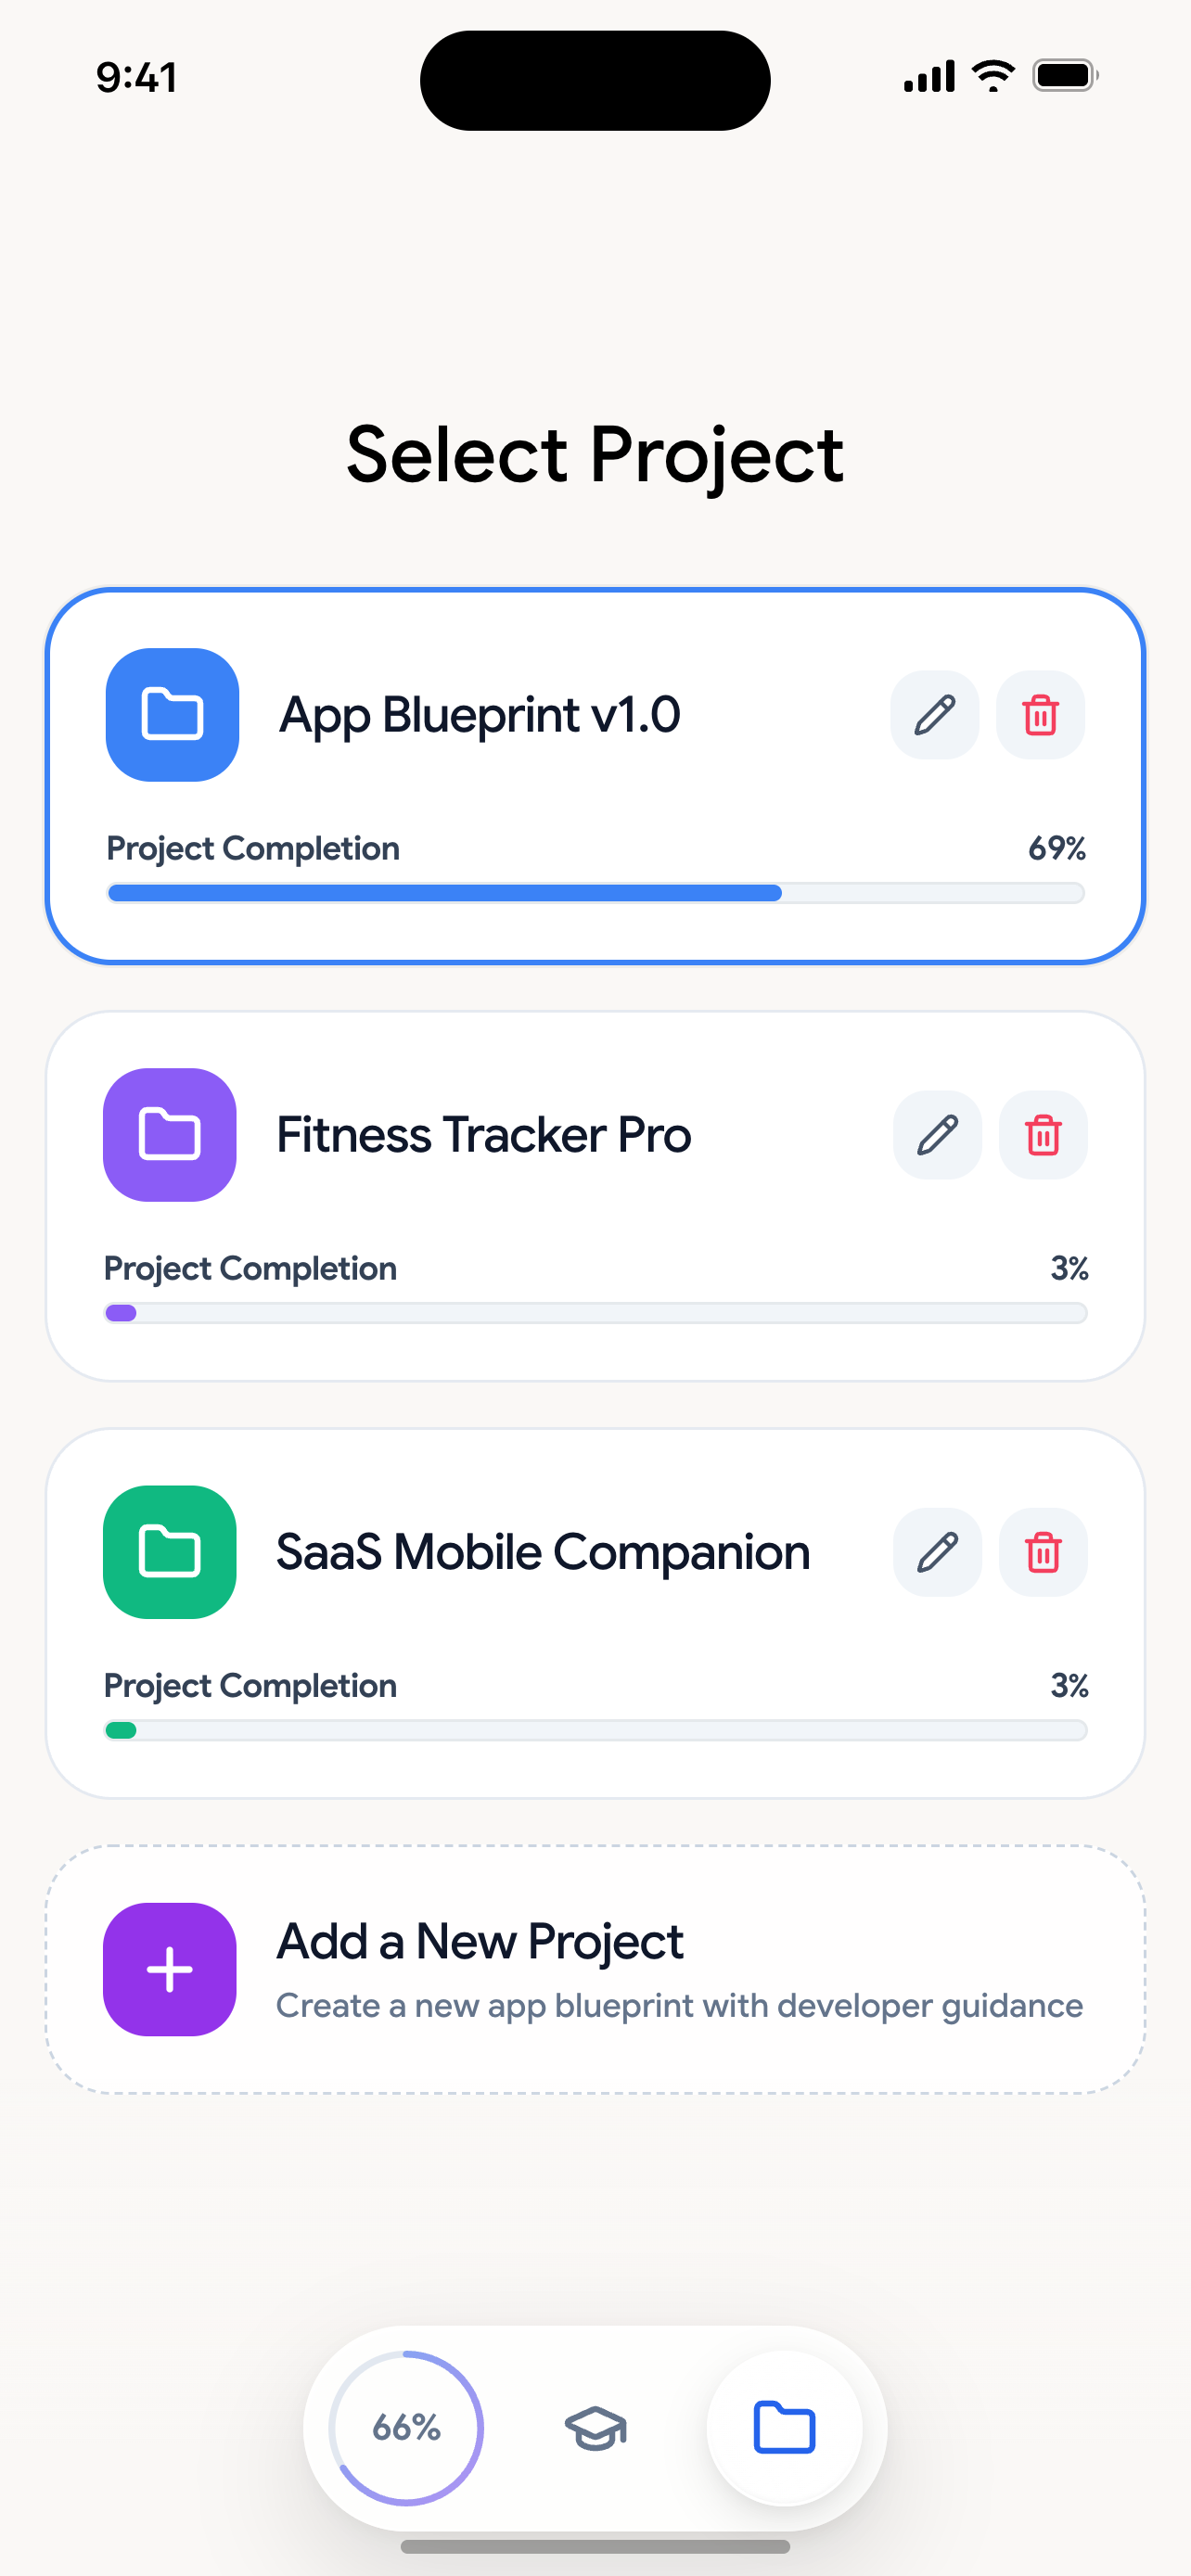 9:41
Select Project
App Blueprint v1.0
Project Completion 69%
Fitness Tracker Pro
Project Completion 3%
SaaS Mobile Companion
Project Completion 3%
Add a New Project
Create a new app blueprint with developer guidance
66%